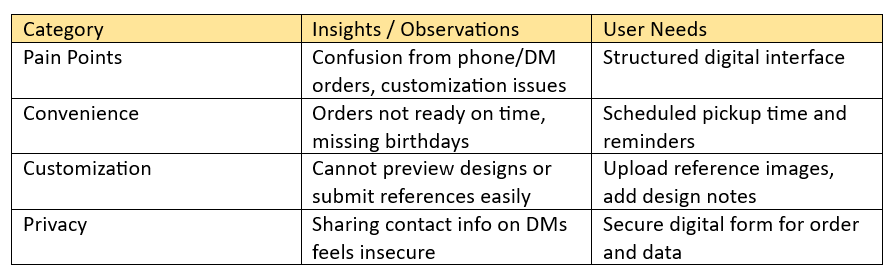 Category Insights / Observations User Needs
Pain Points Confusion from phone/DM Structured digital interface
orders, customization issues
Convenience Orders not ready on time, Scheduled pickup time and
missing birthdays reminders
Customization Cannot preview designs or Upload reference images,
submit references easily add design notes
Privacy Sharing contact info on DMs Secure digital form for order
feels insecure and data